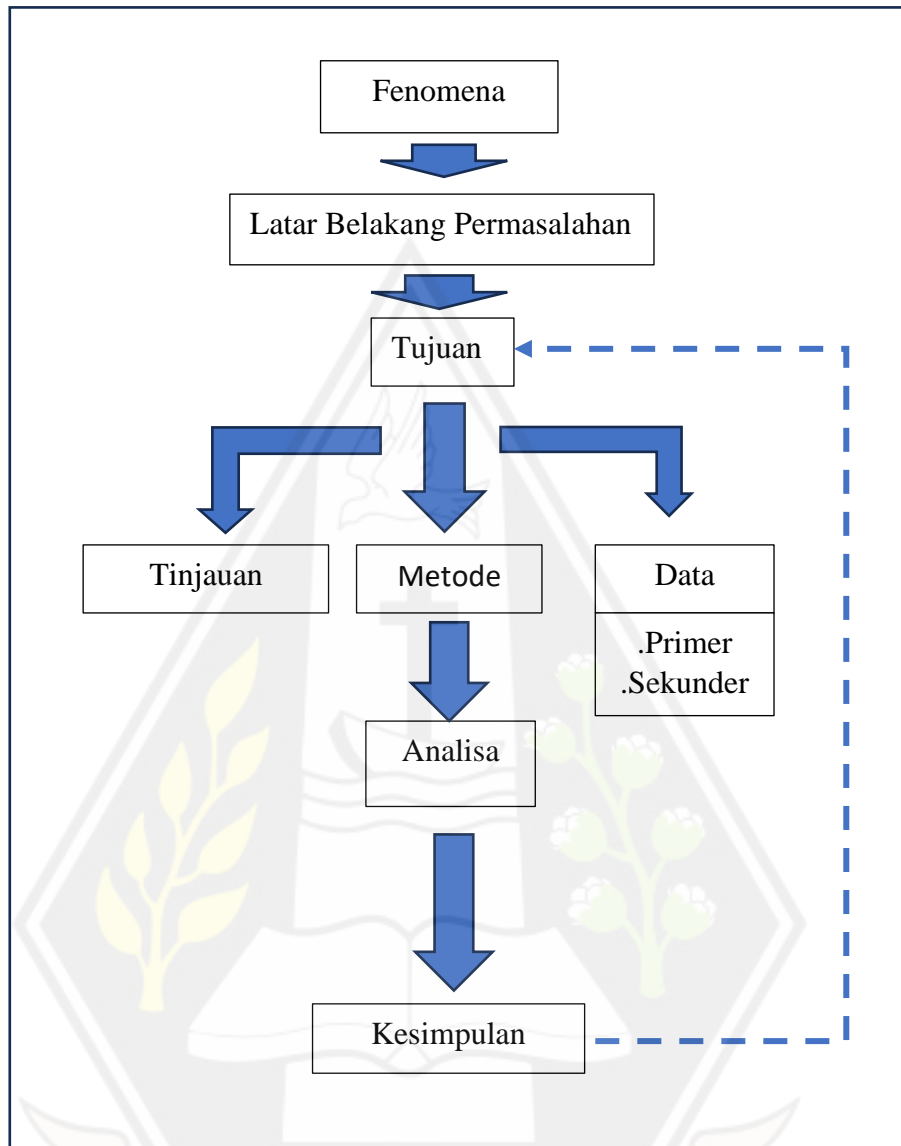 Fenomena
Latar Belakang Permasalahan
Tujuan
Tinjauan
Metode
Data
.Primer
.Sekunder
Analisa
Kesimpulan